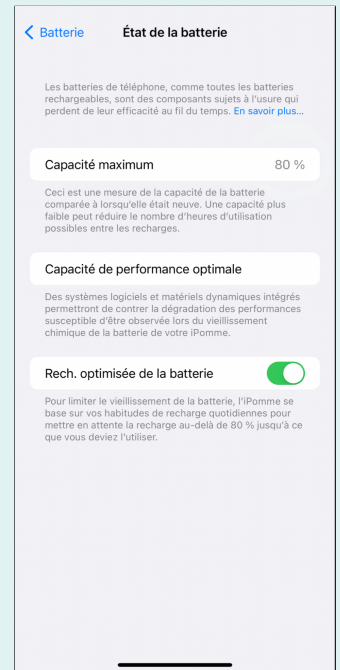 Batterie
État de la batterie
Les batteries de téléphone, comme toutes les batteries
rechargeables, sont des composants sujets à l'usure qui
perdent de leur efficacité au fil du temps. En savoir plus...
Capacité maximum
80 %
Ceci est une mesure de la capacité de la batterie
comparée à lorsqu'elle était neuve. Une capacité plus
faible peut réduire le nombre d'heures d'utilisation
possibles entre les recharges.
Capacité de performance optimale
Des systèmes logiciels et matériels dynamiques intégrés
permettront de contrer la dégradation des performances
susceptible d'être observée lors du vieillissement
chimique de la batterie de votre iPomme.
Rech. optimisée de la batterie
Pour limiter le vieillissement de la batterie, l'iPomme se
base sur vos habitudes de recharge quotidiennes pour
mettre en attente la recharge au-delà de 80 % jusqu'à ce
que vous deviez l'utiliser.